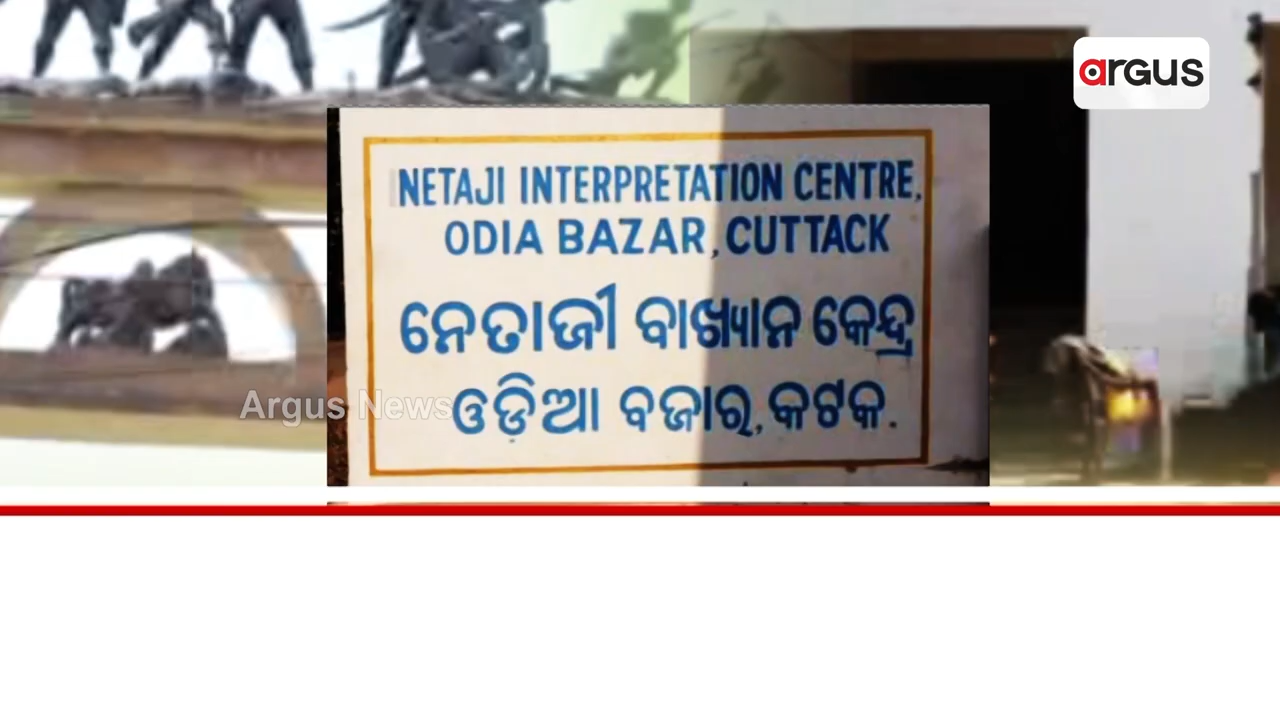 argus
NETAJI INTERPRETATION CENTRE,
ODIA BAZAR, CUTTACK
ନେତାଜୀ ବାଖ୍ୟାନ କେନ୍ଦ୍ର
Argus News
ଓଡିଆ ବଜାର, କଟକ.